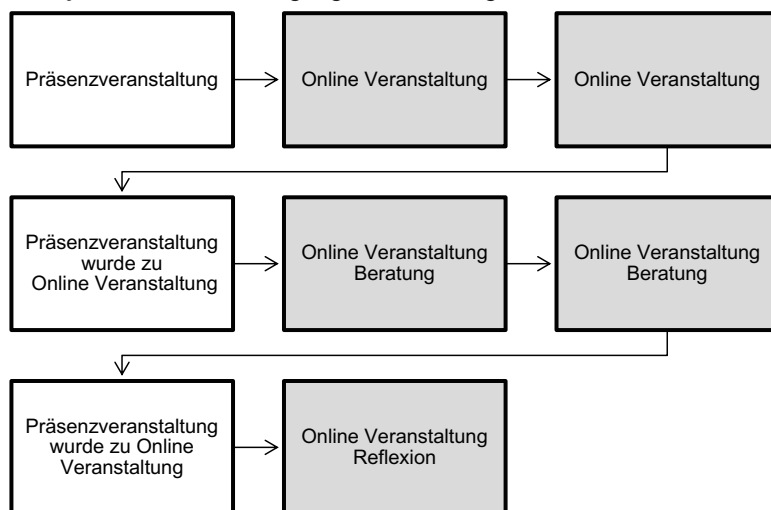 Präsenzveranstaltung
Online Veranstaltung
Online Veranstaltung
Präsenzveranstaltung
wurde zu
Online Veranstaltung
Online Veranstaltung
Beratung
Online Veranstaltung
Beratung
Präsenzveranstaltung
wurde zu Online
Veranstaltung
Online Veranstaltung
Reflexion